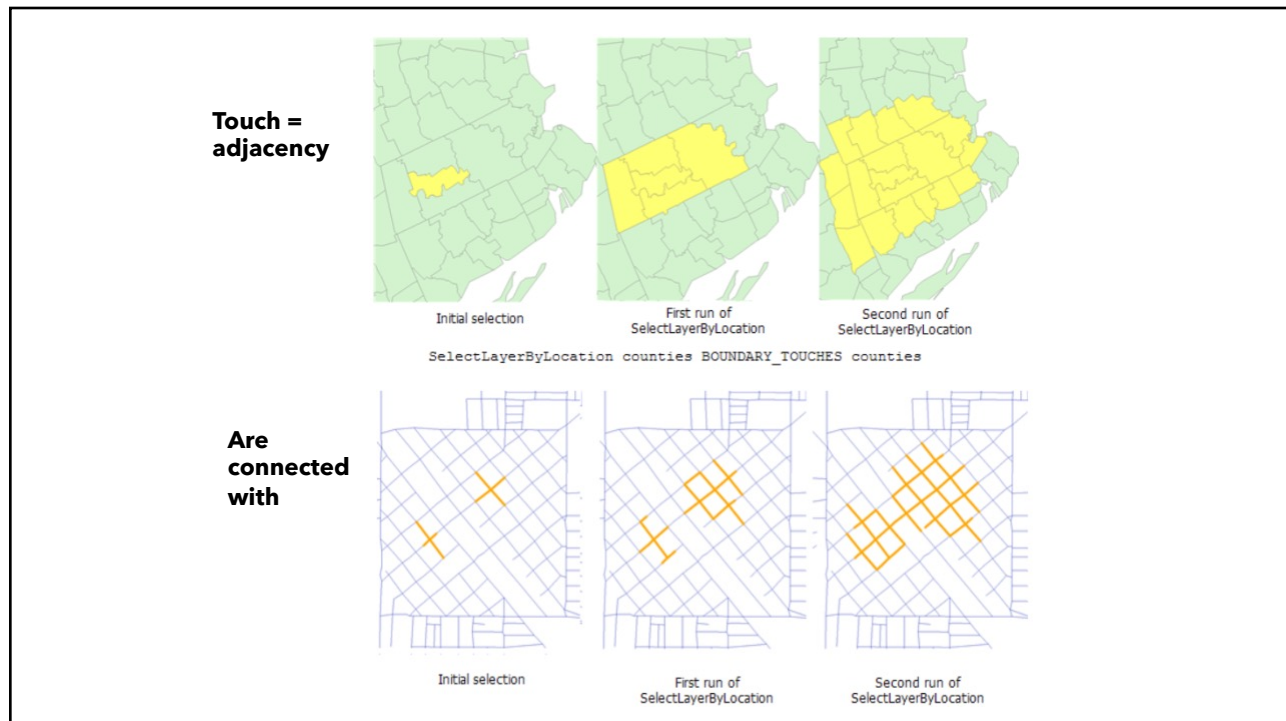 Touch =
adjacency
Initial selection
First run of
SelectLayerByLocation
Second run of
SelectLayerByLocation
SelectLayerByLocation counties BOUNDARY_TOUCHES counties
Are
connected
with
Initial selection
First run of
SelectLayerByLocation
Second run of
SelectLayerByLocation